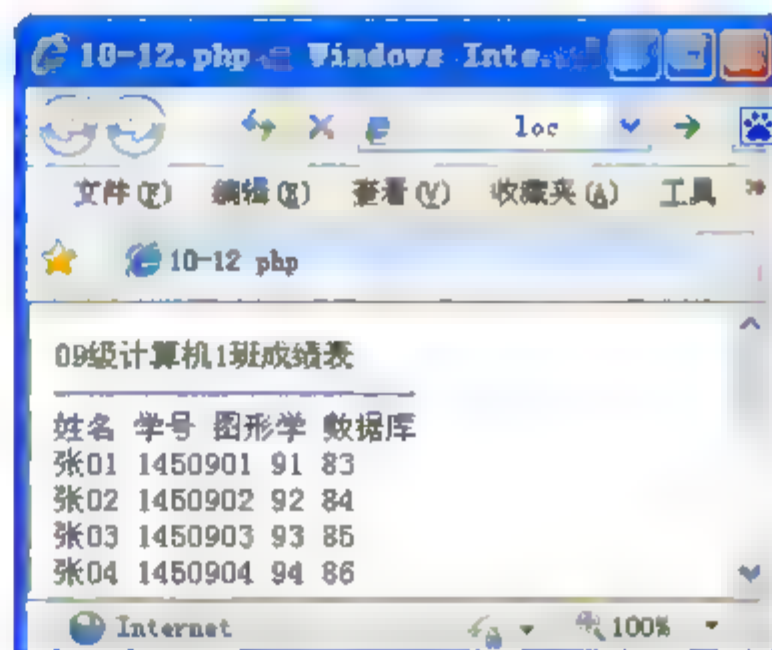 10-12.php - Windows Inte...
loc
文件(F) 编辑(E) 查看(V) 收藏夹(A) 工具 »
10-12 php
09级计算机1班成绩表
姓名 学号 图形学 数据库
张01 1450901 91 83
张02 1450902 92 84
张03 1450903 93 85
张04 1450904 94 86
Internet 100%